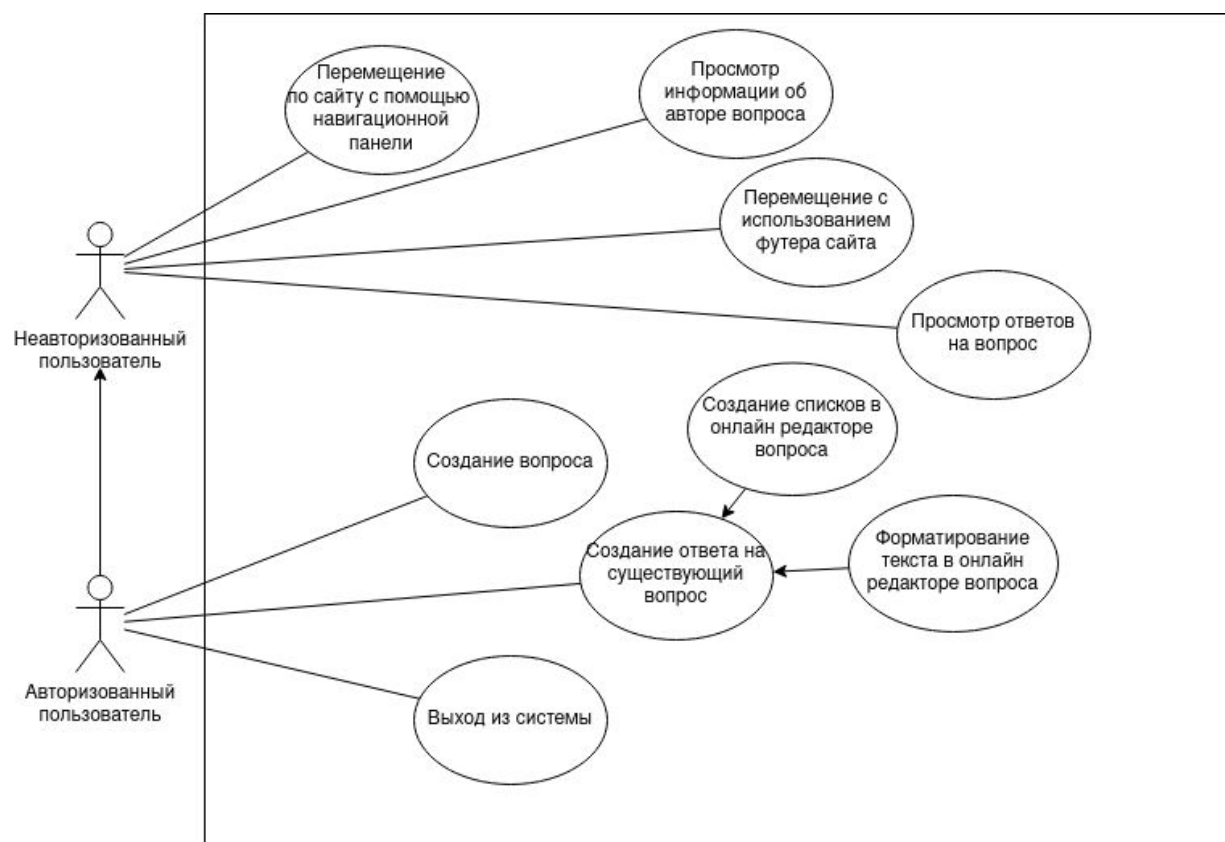 Перемещение
по сайту с помощью
навигационной
панели
Просмотр
информации об
авторе вопроса
Перемещение с
использованием
футера сайта
Неавторизованный
пользователь
Просмотр ответов
на вопрос
Создание списков в
онлайн редакторе
вопроса
Создание вопроса
Создание ответа на
существующий
вопрос
Форматирование
текста в онлайн
редакторе вопроса
Авторизованный
пользователь
Выход из системы